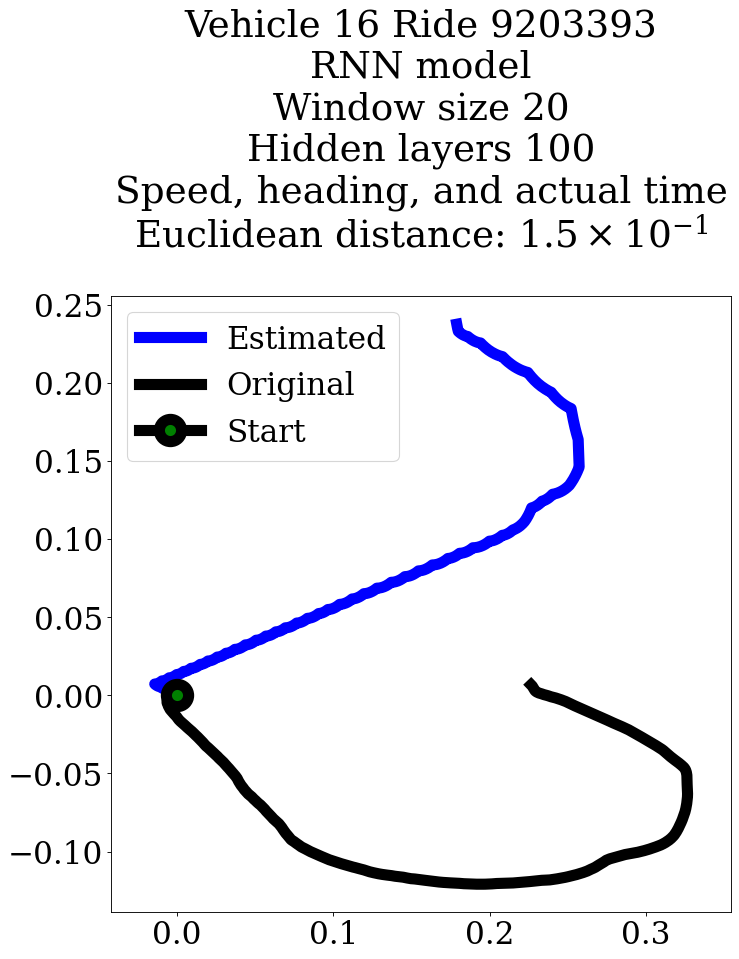 Vehicle 16 Ride 9203393
RNN model
Window size 20
Hidden layers 100
Speed, heading, and actual time
Euclidean distance: 1.5 × 10⁻¹
Estimated
Original
Start
0.25
0.20
0.15
0.10
0.05
0.00
−0.05
−0.10
0.0 0.1 0.2 0.3